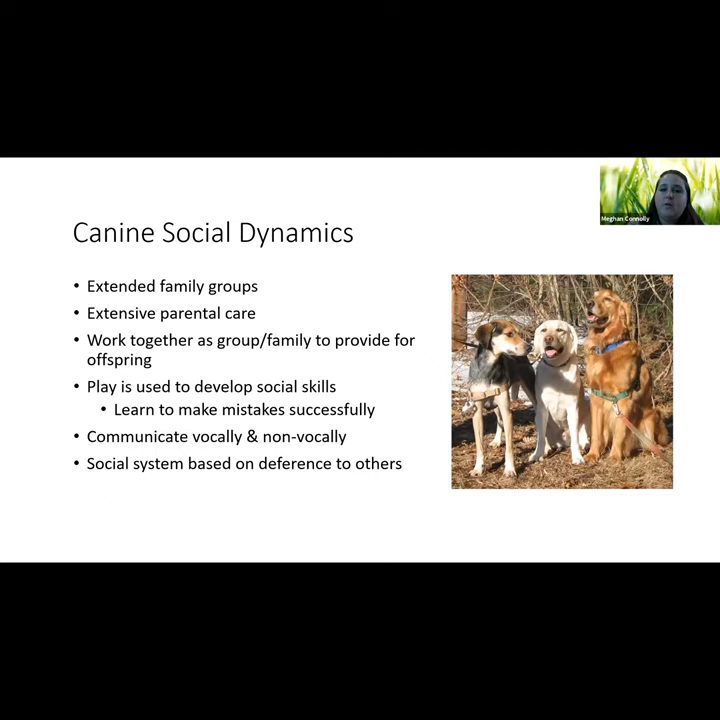 Meghan Connolly
Canine Social Dynamics
• Extended family groups
• Extensive parental care
• Work together as group/family to provide for
offspring
• Play is used to develop social skills
• Learn to make mistakes successfully
• Communicate vocally & non-vocally
• Social system based on deference to others